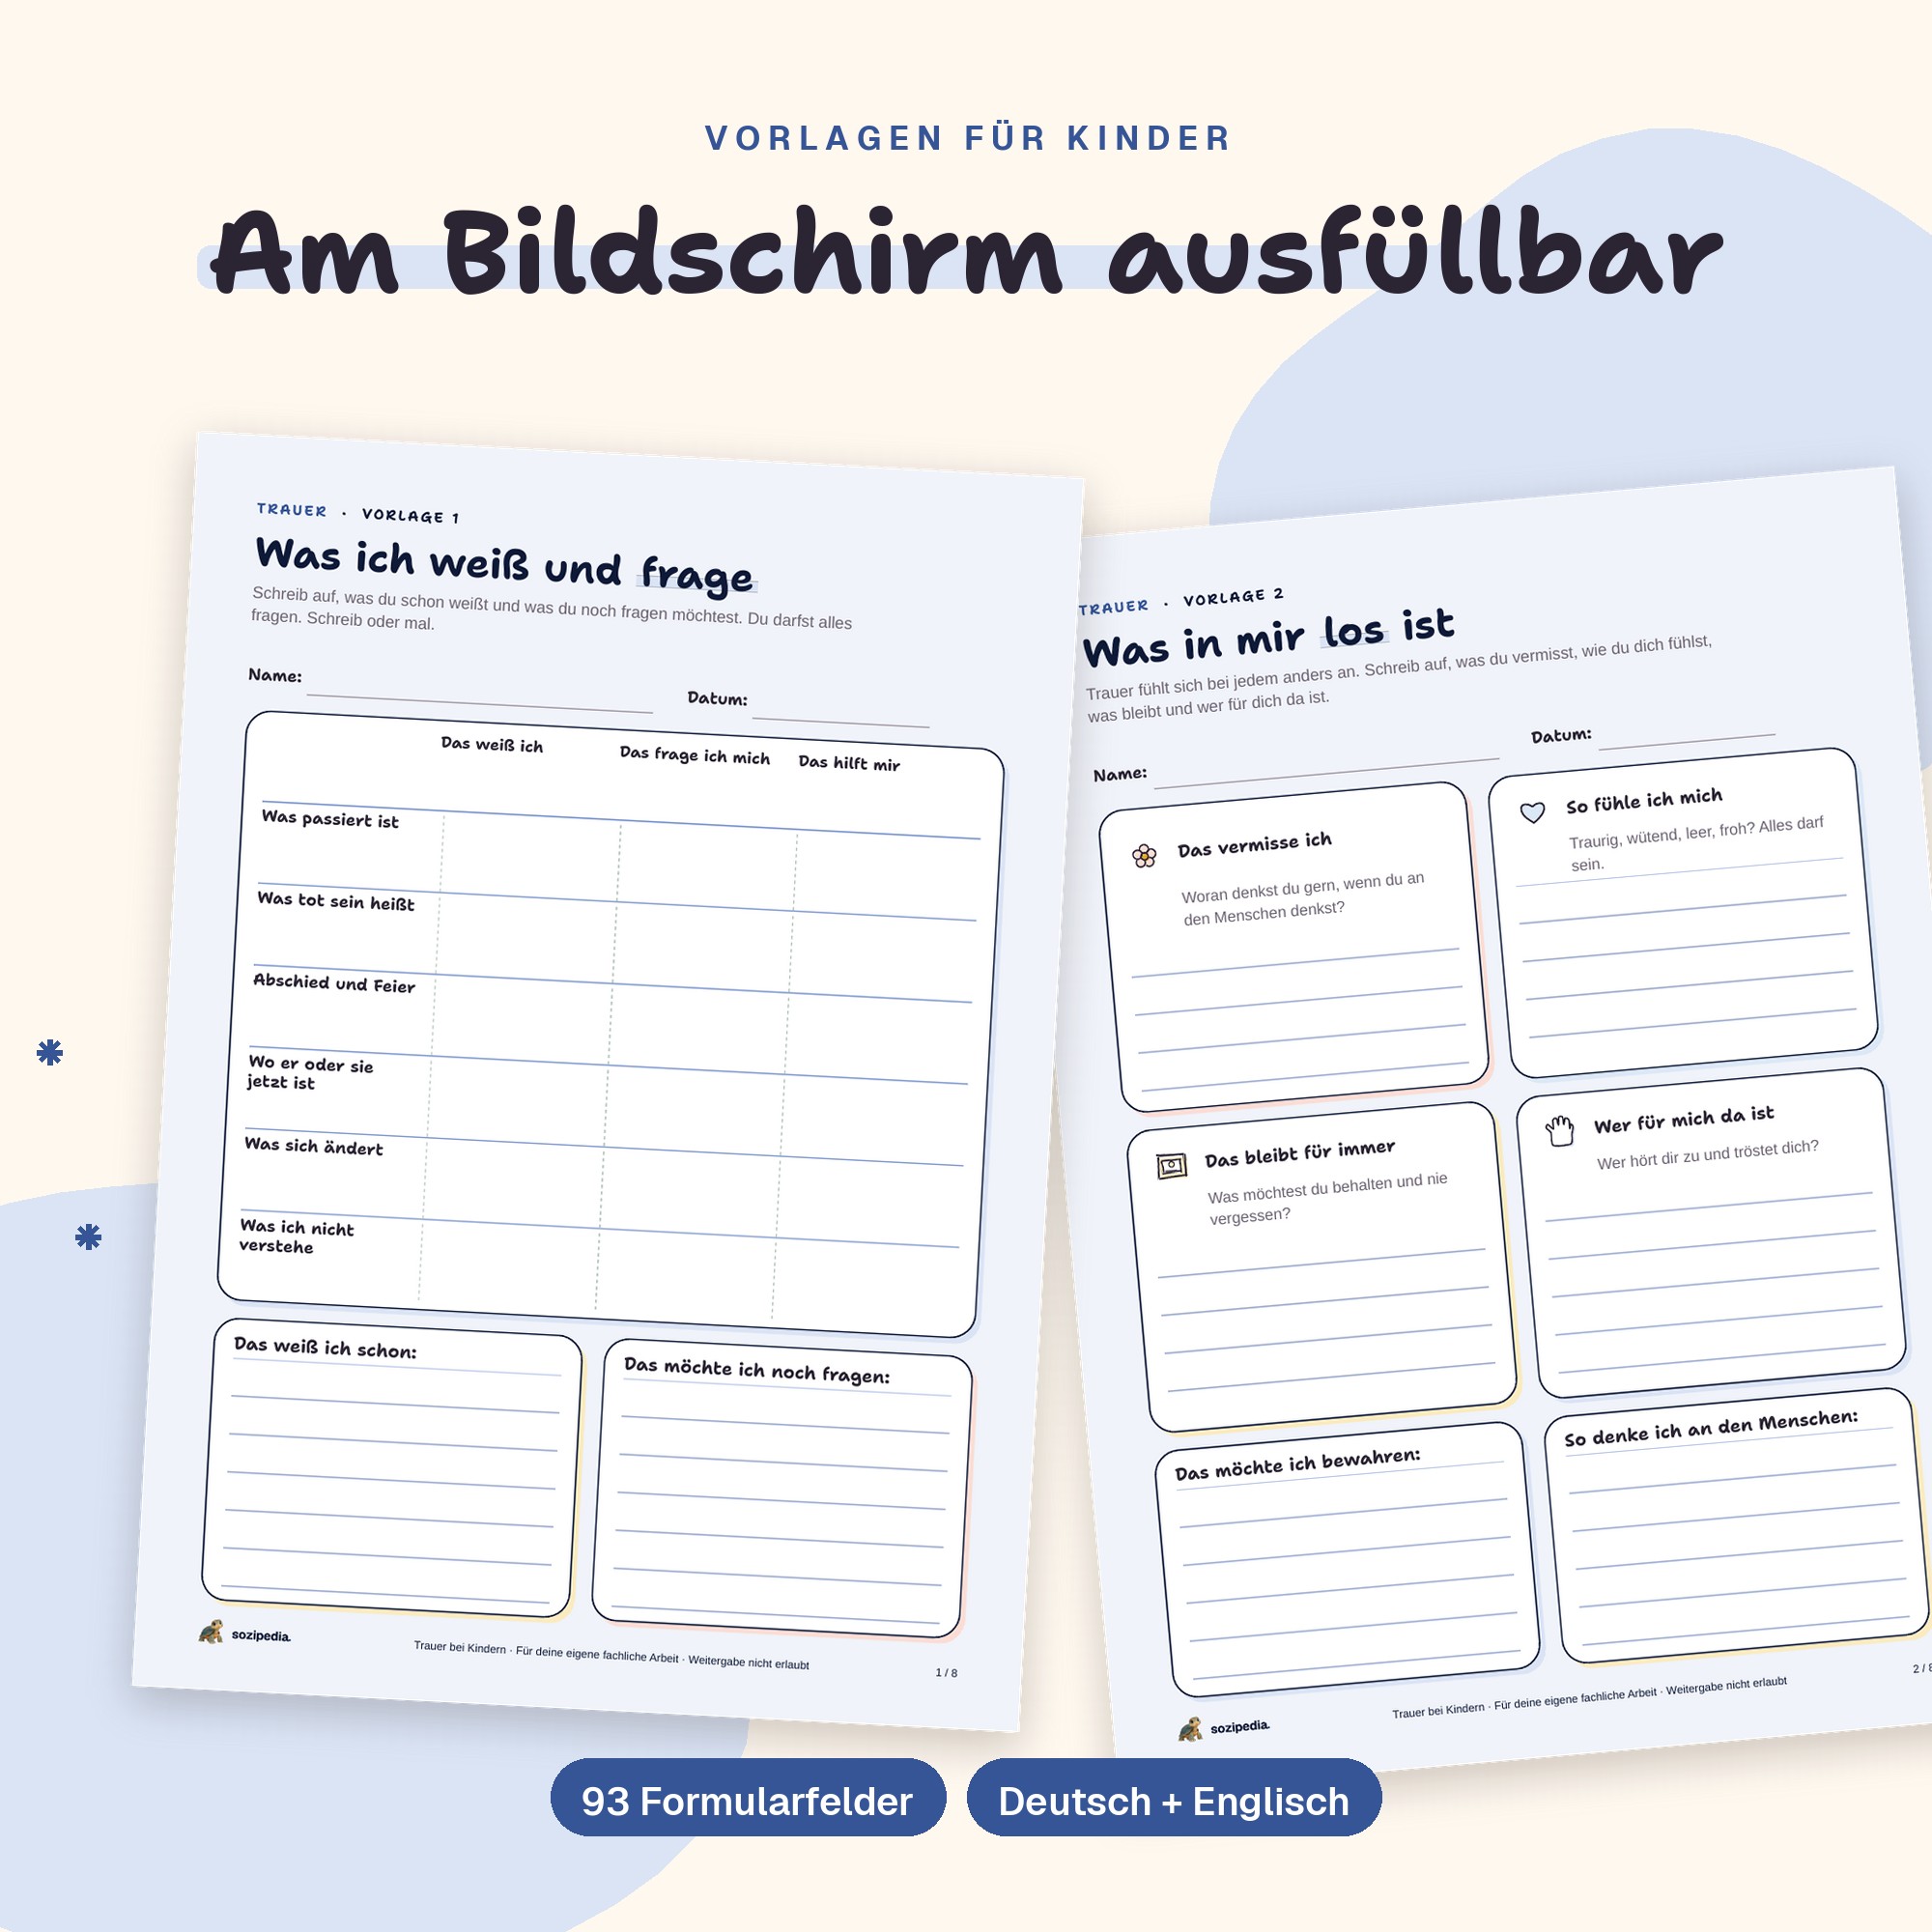 VORLAGEN FÜR KINDER
Am Bildschirm ausfüllbar
TRAUER · VORLAGE 1
Was ich weiß und frage
Schreib auf, was du schon weißt und was du noch fragen möchtest. Du darfst alles
fragen. Schreib oder mal.
Name:
Datum:
Das weiß ich
Das frage ich mich
Das hilft mir
Was passiert ist
Was tot sein heißt
Abschied und Feier
Wo er oder sie
jetzt ist
Was sich ändert
Was ich nicht
verstehe
Das weiß ich schon:
Das möchte ich noch fragen:
sozipedia.
Trauer bei Kindern · Für deine eigene fachliche Arbeit · Weitergabe nicht erlaubt
1 / 8
TRAUER · VORLAGE 2
Was in mir los ist
Trauer fühlt sich bei jedem anders an. Schreib auf, was du vermisst, wie du dich fühlst,
was bleibt und wer für dich da ist.
Name:
Datum:
Das vermisse ich
Woran denkst du gern, wenn du an
den Menschen denkst?
So fühle ich mich
Traurig, wütend, leer, froh? Alles darf
sein.
Das bleibt für immer
Was möchtest du behalten und nie
vergessen?
Wer für mich da ist
Wer hört dir zu und tröstet dich?
Das möchte ich bewahren:
So denke ich an den Menschen:
sozipedia.
Trauer bei Kindern · Für deine eigene fachliche Arbeit · Weitergabe nicht erlaubt
2 / 8
93 Formularfelder
Deutsch + Englisch